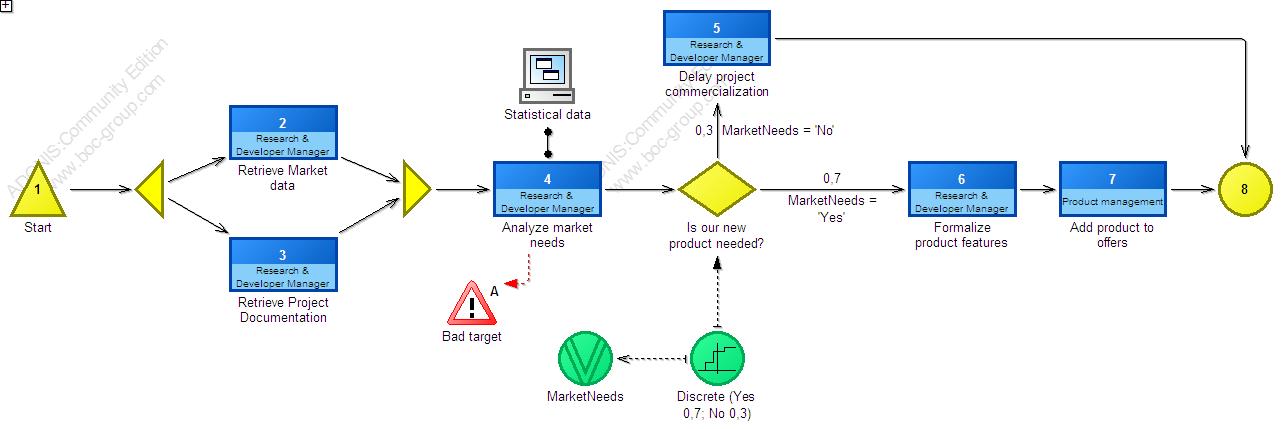 5
Research &
Developer Manager
Delay project
commercialization
0,3 MarketNeeds = 'No'
Statistical data
2
Research &
Developer Manager
Retrieve Market
data
1
Start
3
Research &
Developer Manager
Retrieve Project
Documentation
4
Research &
Developer Manager
Analyze market
needs
A
Bad target
Is our new
product needed?
0,7
MarketNeeds =
'Yes'
6
Research &
Developer Manager
Formalize
product features
7
Product management
Add product to
offers
8
MarketNeeds
Discrete (Yes
0,7; No 0,3)
ADONIS:Community Edition
www.boc-group.com
ADONIS:Community Edition
www.boc-group.com